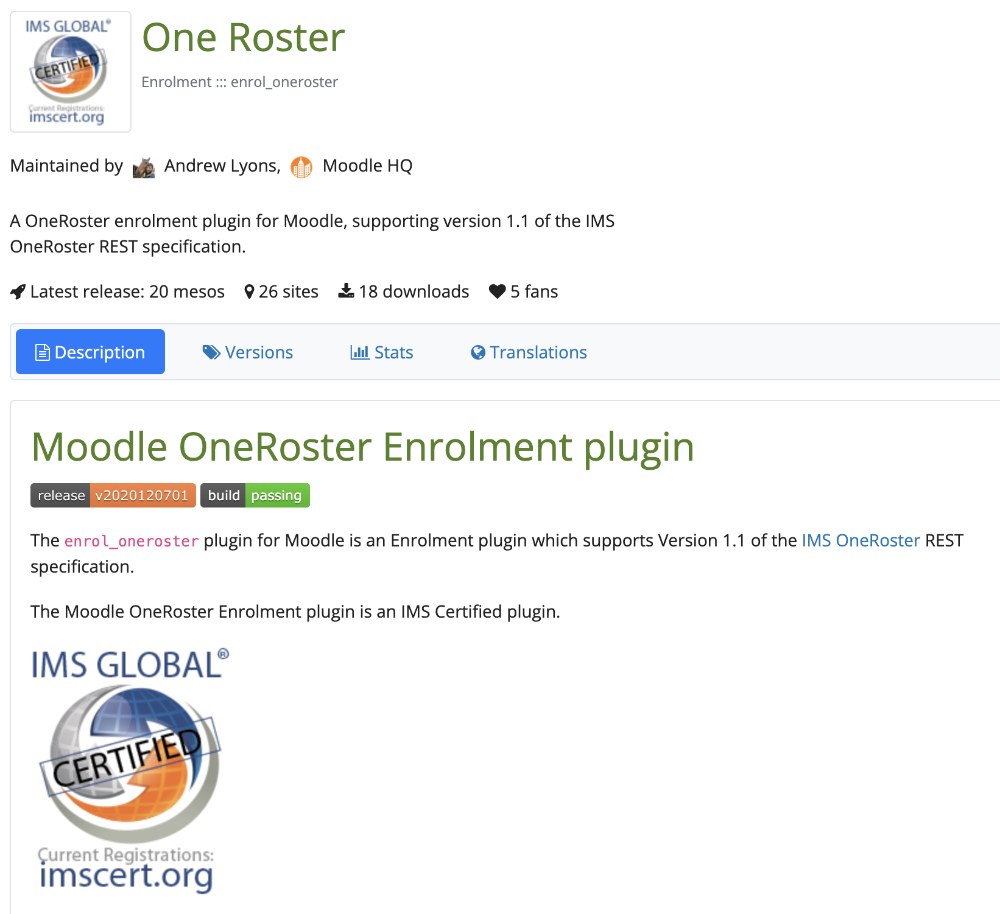 IMS GLOBAL®
CERTIFIED
Current Registrations:
imscert.org
One Roster
Enrolment ::: enrol_oneroster
Maintained by Andrew Lyons, Moodle HQ
A OneRoster enrolment plugin for Moodle, supporting version 1.1 of the IMS
OneRoster REST specification.
Latest release: 20 mesos 26 sites 18 downloads 5 fans
Description Versions Stats Translations
Moodle OneRoster Enrolment plugin
release v2020120701 build passing
The enrol_oneroster plugin for Moodle is an Enrolment plugin which supports Version 1.1 of the IMS OneRoster REST
specification.
The Moodle OneRoster Enrolment plugin is an IMS Certified plugin.
IMS GLOBAL®
CERTIFIED
Current Registrations:
imscert.org